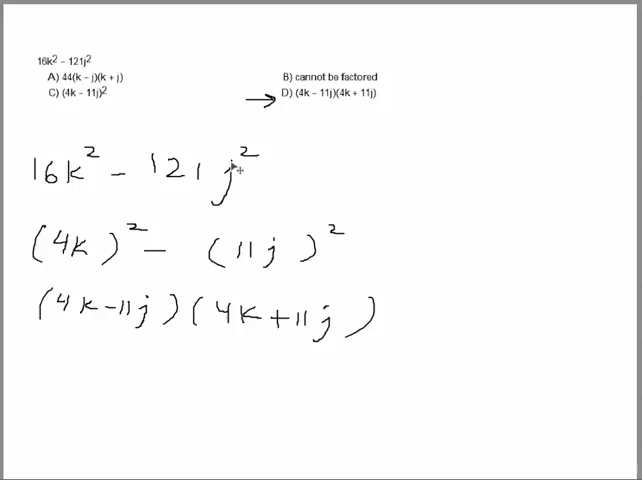 16k² – 121j²
A) 44(k – j)(k + j) B) cannot be factored
C) (4k – 11j)² D) (4k – 11j)(4k + 11j)
16k² – 121j²
(4k)² – (11j)²
(4k – 11j)(4k + 11j)